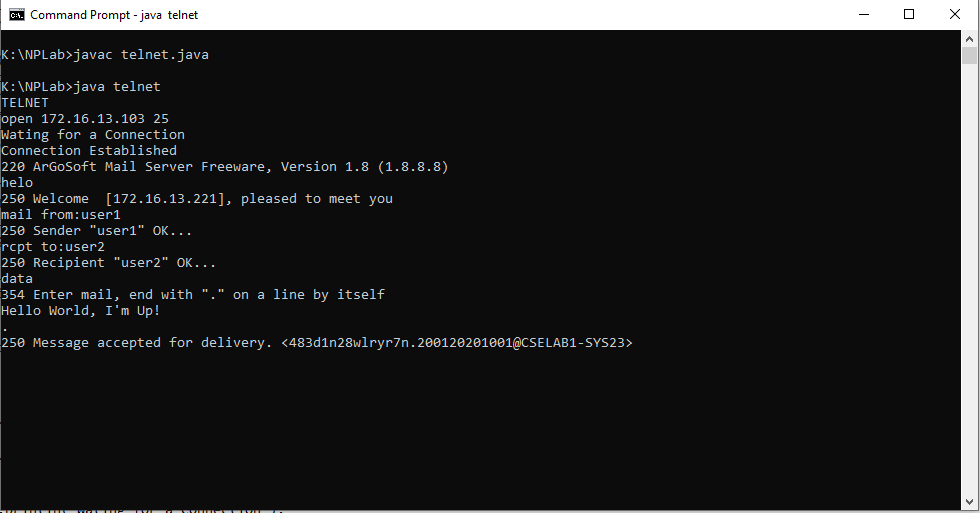 Command Prompt - java  telnet
K:\NPLab>javac telnet.java
K:\NPLab>java telnet
TELNET
open 172.16.13.103 25
Wating for a Connection
Connection Established
220 ArGoSoft Mail Server Freeware, Version 1.8 (1.8.8.8)
helo
250 Welcome  [172.16.13.221], pleased to meet you
mail from:user1
250 Sender "user1" OK...
rcpt to:user2
250 Recipient "user2" OK...
data
354 Enter mail, end with "." on a line by itself
Hello World, I'm Up!
.
250 Message accepted for delivery. <483d1n28wlryr7n.200120201001@CSELAB1-SYS23>